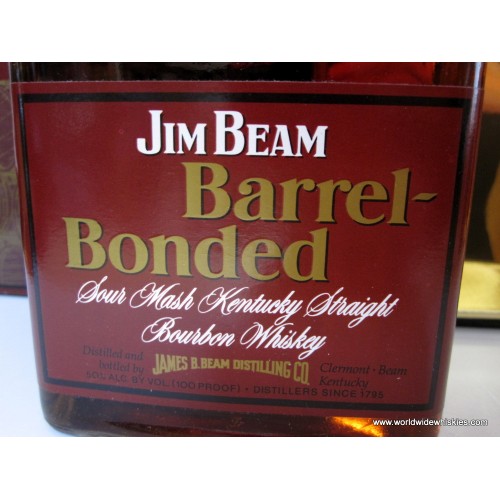 JIM BEAM
Barrel-
Bonded
Sour Mash Kentucky Straight
Bourbon Whiskey
Distilled and
bottled by JAMES B. BEAM DISTILLING CO. Clermont • Beam
Kentucky
50% ALC. BY VOL. (100 PROOF) • DISTILLERS SINCE 1795
www.worldwidewhiskies.com